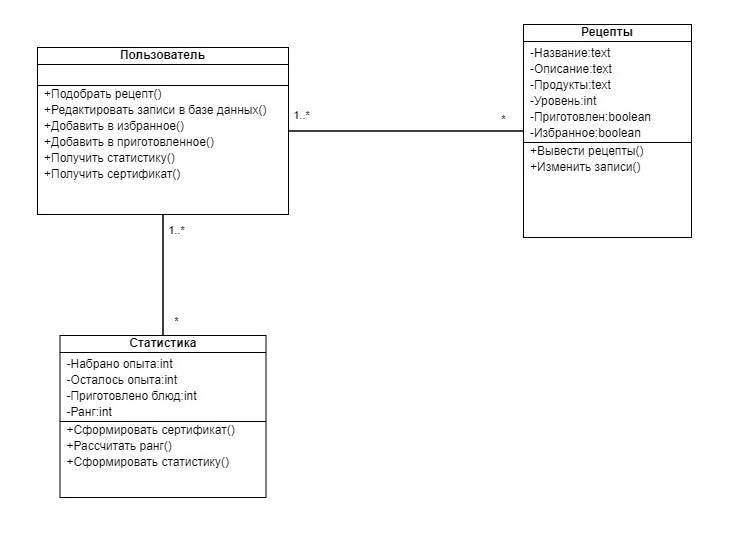 Пользователь
+Подобрать рецепт()
+Редактировать записи в базе данных()
+Добавить в избранное()
+Добавить в приготовленное()
+Получить статистику()
+Получить сертификат()
1..*
*
Рецепты
-Название:text
-Описание:text
-Продукты:text
-Уровень:int
-Приготовлен:boolean
-Избранное:boolean
+Вывести рецепты()
+Изменить записи()
1..*
*
Статистика
-Набрано опыта:int
-Осталось опыта:int
-Приготовлено блюд:int
-Ранг:int
+Сформировать сертификат()
+Рассчитать ранг()
+Сформировать статистику()